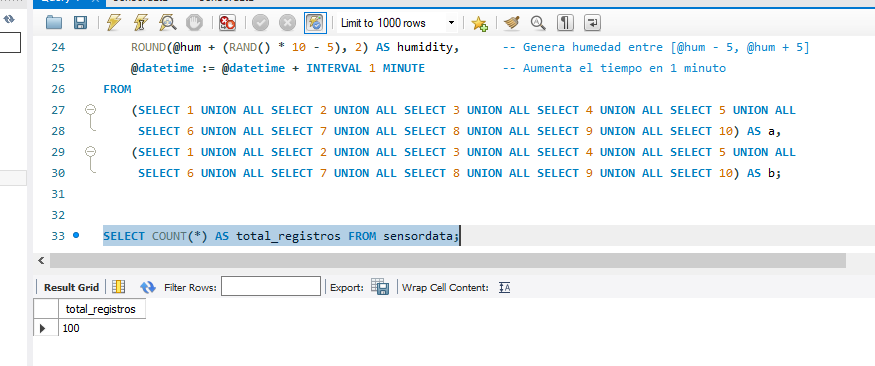 Limit to 1000 rows
24 ROUND(@hum + (RAND() * 10 - 5), 2) AS humidity, -- Genera humedad entre [@hum - 5, @hum + 5]
25 @datetime := @datetime + INTERVAL 1 MINUTE -- Aumenta el tiempo en 1 minuto
26 FROM
27 (SELECT 1 UNION ALL SELECT 2 UNION ALL SELECT 3 UNION ALL SELECT 4 UNION ALL SELECT 5 UNION ALL
28 SELECT 6 UNION ALL SELECT 7 UNION ALL SELECT 8 UNION ALL SELECT 9 UNION ALL SELECT 10) AS a,
29 (SELECT 1 UNION ALL SELECT 2 UNION ALL SELECT 3 UNION ALL SELECT 4 UNION ALL SELECT 5 UNION ALL
30 SELECT 6 UNION ALL SELECT 7 UNION ALL SELECT 8 UNION ALL SELECT 9 UNION ALL SELECT 10) AS b;
31
32
33 SELECT COUNT(*) AS total_registros FROM sensordata;
Result Grid Filter Rows: Export: Wrap Cell Content:
total_registros
100